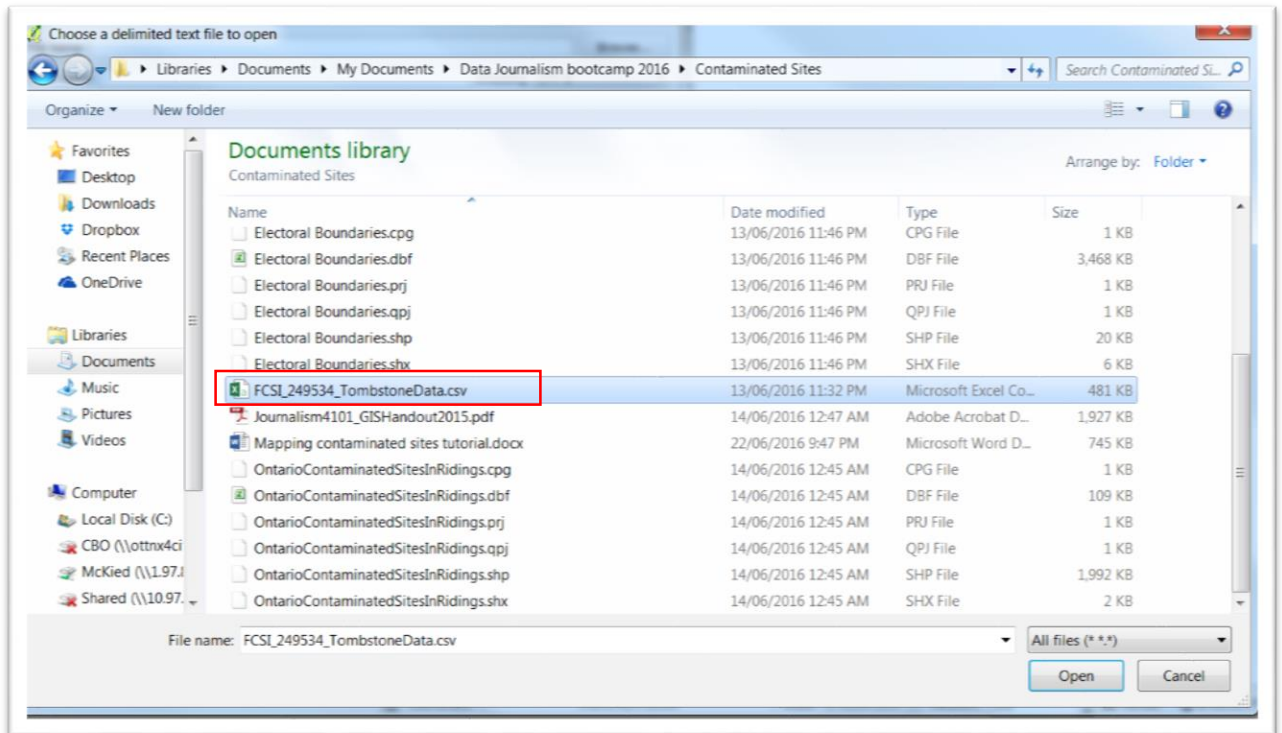 Choose a delimited text file to open
Libraries Documents My Documents Data Journalism bootcamp 2016 Contaminated Sites Search Contaminated Si...
Organize New folder
Favorites
Desktop
Downloads
Dropbox
Recent Places
OneDrive
Libraries
Documents
Music
Pictures
Videos
Computer
Local Disk (C:)
CBO (\\ottnx4ci
McKied (\\1.97.
Shared (\\10.97.
Documents library
Contaminated Sites
Arrange by: Folder
Name Date modified Type Size
Electoral Boundaries.cpg 13/06/2016 11:46 PM CPG File 1 KB
Electoral Boundaries.dbf 13/06/2016 11:46 PM DBF File 3,468 KB
Electoral Boundaries.prj 13/06/2016 11:46 PM PRJ File 1 KB
Electoral Boundaries.qpj 13/06/2016 11:46 PM QPJ File 1 KB
Electoral Boundaries.shp 13/06/2016 11:46 PM SHP File 20 KB
Electoral Boundaries.shx 13/06/2016 11:46 PM SHX File 6 KB
FCSI_249534_TombstoneData.csv 13/06/2016 11:32 PM Microsoft Excel Co... 481 KB
Journalism4101_GISHandout2015.pdf 14/06/2016 12:47 AM Adobe Acrobat D... 1,927 KB
Mapping contaminated sites tutorial.docx 22/06/2016 9:47 PM Microsoft Word D... 745 KB
OntarioContaminatedSitesInRidings.cpg 14/06/2016 12:45 AM CPG File 1 KB
OntarioContaminatedSitesInRidings.dbf 14/06/2016 12:45 AM DBF File 109 KB
OntarioContaminatedSitesInRidings.prj 14/06/2016 12:45 AM PRJ File 1 KB
OntarioContaminatedSitesInRidings.qpj 14/06/2016 12:45 AM QPJ File 1 KB
OntarioContaminatedSitesInRidings.shp 14/06/2016 12:45 AM SHP File 1,992 KB
OntarioContaminatedSitesInRidings.shx 14/06/2016 12:45 AM SHX File 2 KB
File name: FCSI_249534_TombstoneData.csv All files (* *.*)
Open Cancel